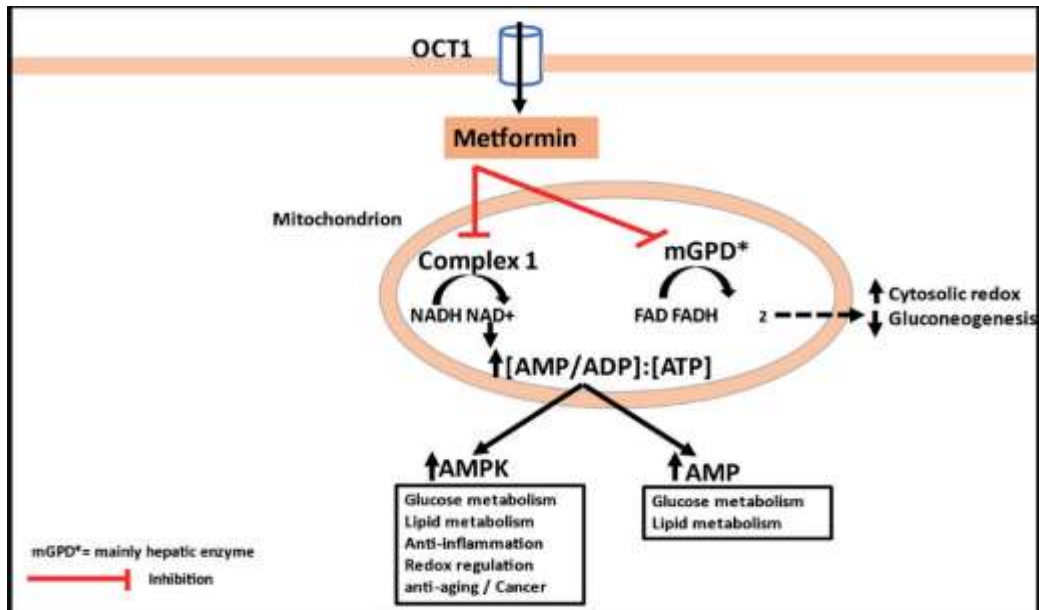 OCT1
Metformin
Mitochondrion
Complex 1
mGPD*
NADH NAD+
FAD FADH 2
Cytosolic redox
Gluconeogenesis
[AMP/ADP]:[ATP]
AMPK
AMP
Glucose metabolism
Lipid metabolism
Anti-inflammation
Redox regulation
anti-aging / Cancer
Glucose metabolism
Lipid metabolism
mGPD*= mainly hepatic enzyme
Inhibition